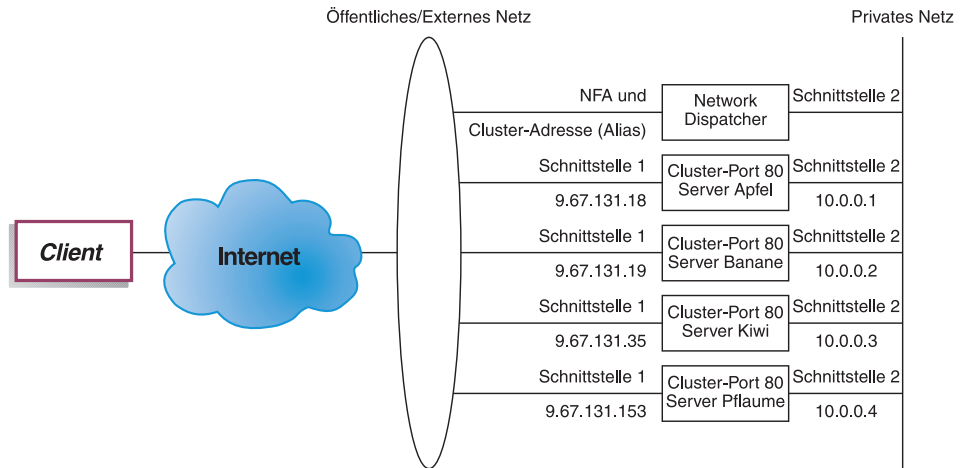 Öffentliches/Externes Netz
Privates Netz
NFA und
Cluster-Adresse (Alias)
Network
Dispatcher
Schnittstelle 2
Schnittstelle 1
9.67.131.18
Cluster-Port 80
Server Apfel
Schnittstelle 2
10.0.0.1
Schnittstelle 1
9.67.131.19
Cluster-Port 80
Server Banane
Schnittstelle 2
10.0.0.2
Client
Internet
Schnittstelle 1
9.67.131.35
Cluster-Port 80
Server Kiwi
Schnittstelle 2
10.0.0.3
Schnittstelle 1
9.67.131.153
Cluster-Port 80
Server Pflaume
Schnittstelle 2
10.0.0.4